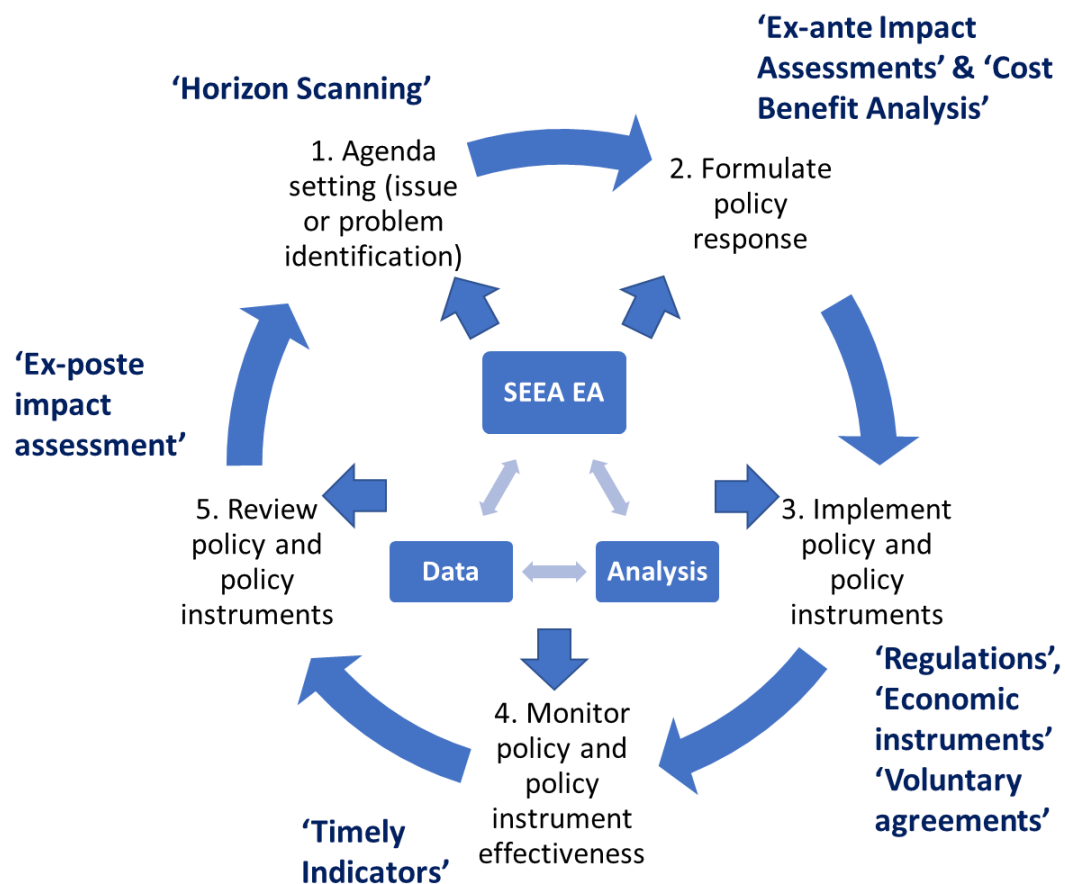 ‘Horizon Scanning’
‘Ex-ante Impact
Assessments’ & ‘Cost
Benefit Analysis’
1. Agenda
setting (issue
or problem
identification)
2. Formulate
policy
response
SEEA EA
‘Ex-poste
impact
assessment’
5. Review
policy and
policy
instruments
Data
Analysis
3. Implement
policy and
policy
instruments
‘Regulations’,
‘Economic
instruments’
‘Voluntary
agreements’
4. Monitor
policy and
policy
instrument
effectiveness
‘Timely
Indicators’